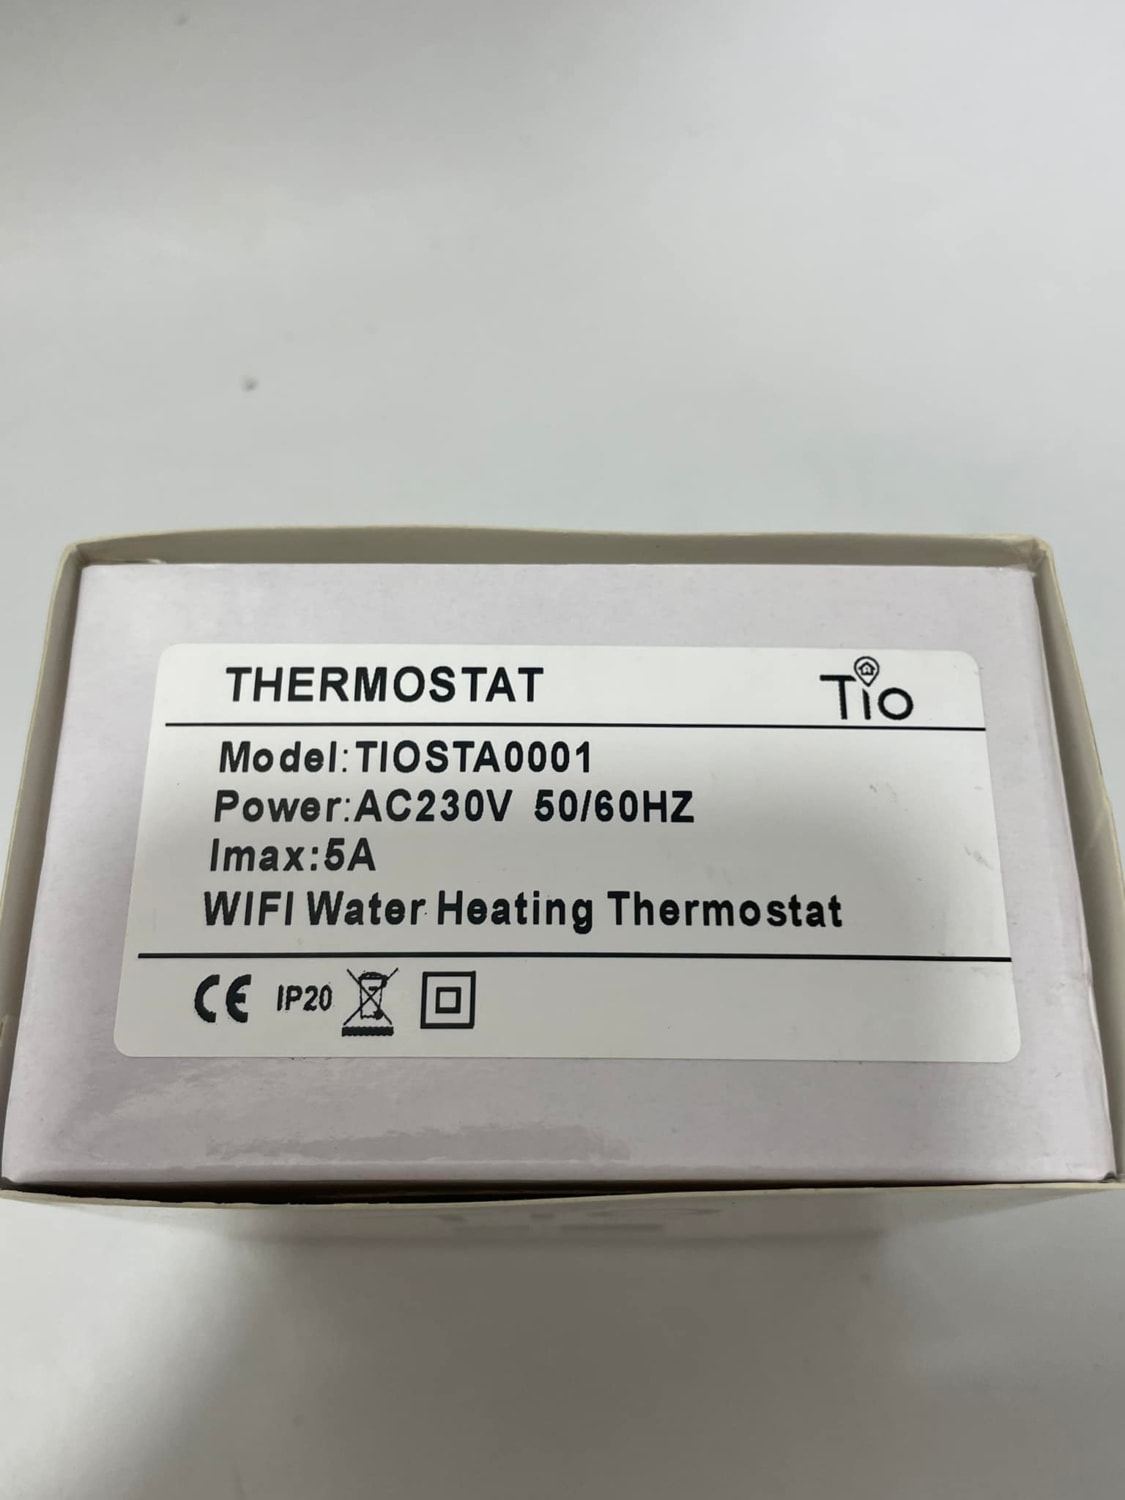 THERMOSTAT
Tio
Model:TIOSTA0001
Power:AC230V 50/60HZ
Imax:5A
WIFI Water Heating Thermostat
CE IP20